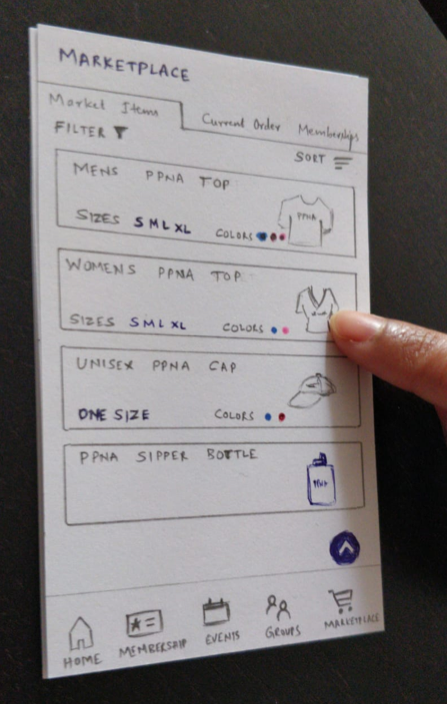 MARKETPLACE
Market Items Current Order Memberships
FILTER
SORT
MENS PPNA TOP
PPNA
SIZES S M L XL COLORS
WOMENS PPNA TOP
SIZES S M L XL COLORS
UNISEX PPNA CAP
ONE SIZE COLORS
PPNA SIPPER BOTTLE
HOME MEMBERSHIP EVENTS GROUPS MARKETPLACE